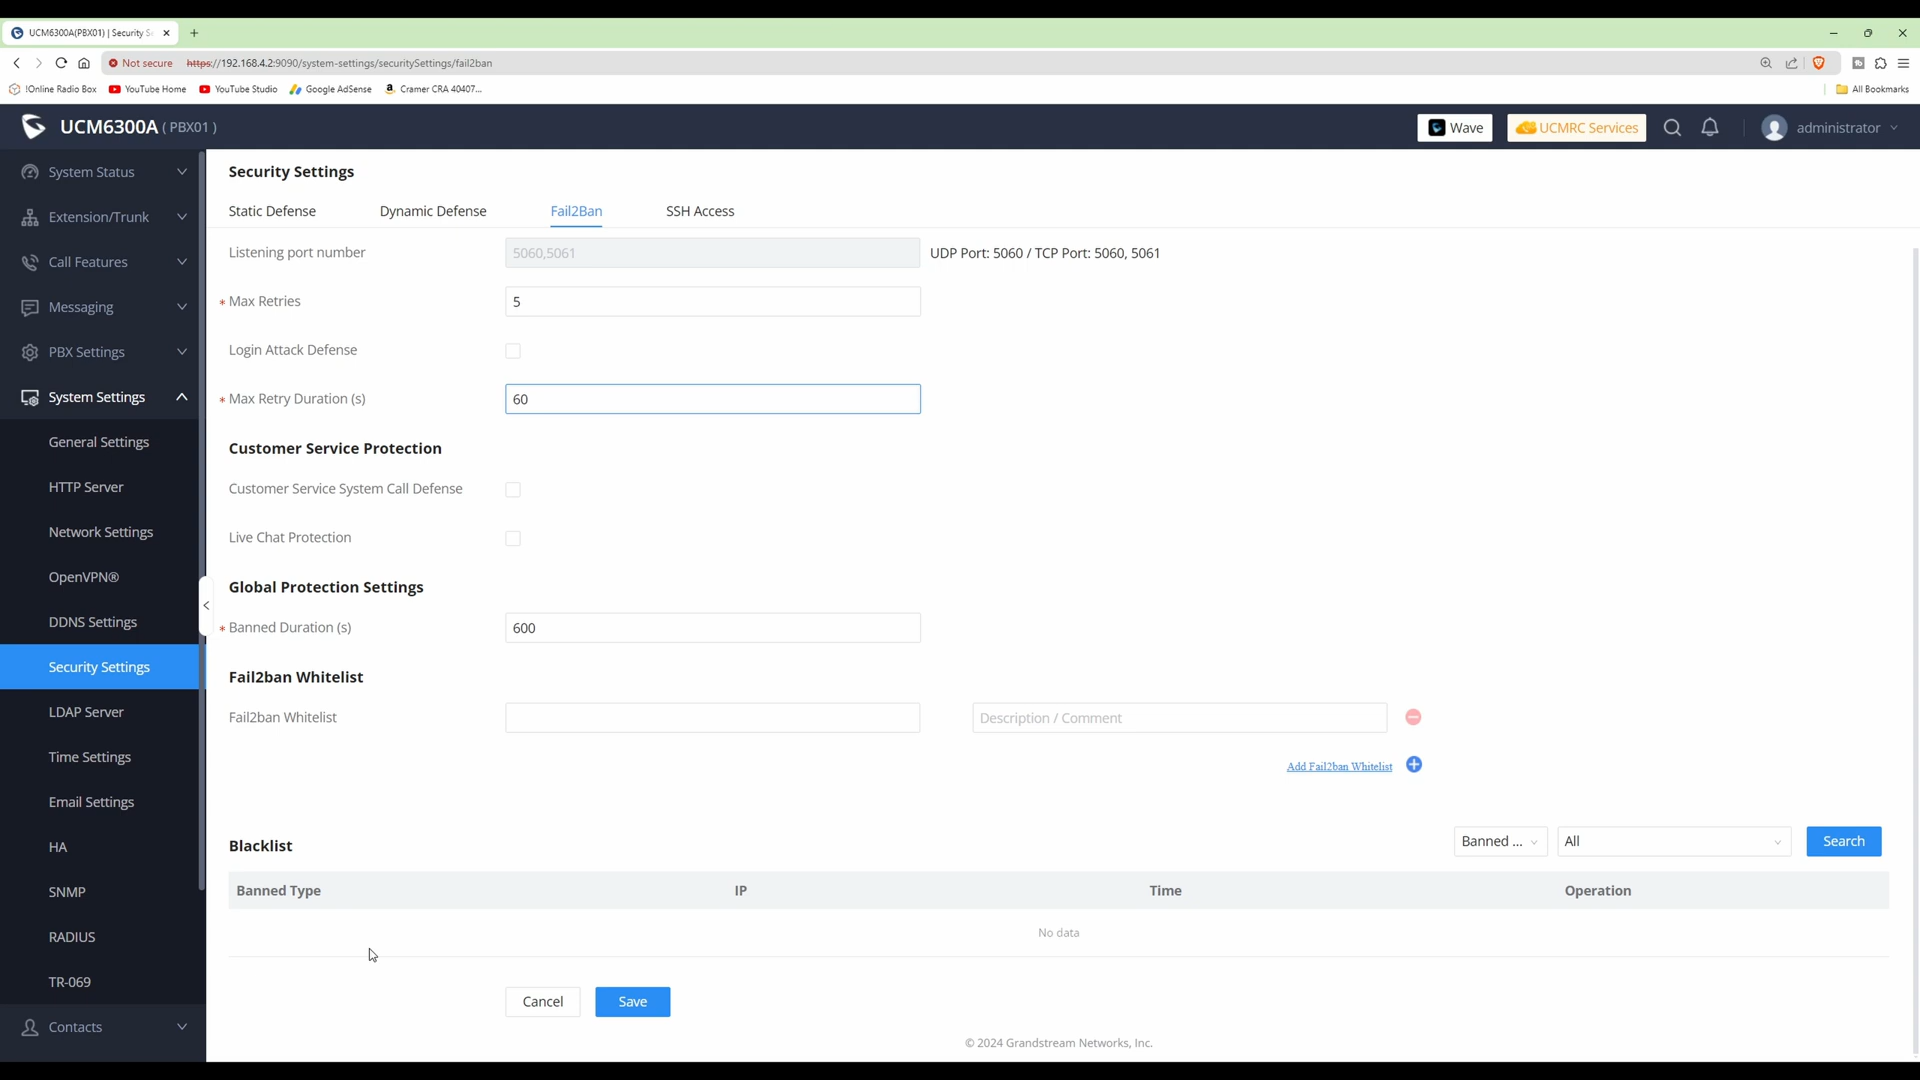 UCM6300A(PBX01) | Security S
Not secure https://192.168.4.2:9090/system-settings/securitySettings/fail2ban
!Online Radio Box YouTube Home YouTube Studio Google AdSense Cramer CRA 40407... All Bookmarks
UCM6300A ( PBX01 ) Wave UCMRC Services administrator
System Status
Extension/Trunk
Call Features
Messaging
PBX Settings
System Settings
General Settings
HTTP Server
Network Settings
OpenVPN®
DDNS Settings
Security Settings
LDAP Server
Time Settings
Email Settings
HA
SNMP
RADIUS
TR-069
Contacts
Security Settings
Static Defense Dynamic Defense Fail2Ban SSH Access
Listening port number 5060,5061 UDP Port: 5060 / TCP Port: 5060, 5061
* Max Retries 5
Login Attack Defense
* Max Retry Duration (s) 60
Customer Service Protection
Customer Service System Call Defense
Live Chat Protection
Global Protection Settings
* Banned Duration (s) 600
Fail2ban Whitelist
Fail2ban Whitelist Description / Comment
Add Fail2ban Whitelist
Blacklist Banned ... All Search
Banned Type IP Time Operation
No data
Cancel Save
© 2024 Grandstream Networks, Inc.